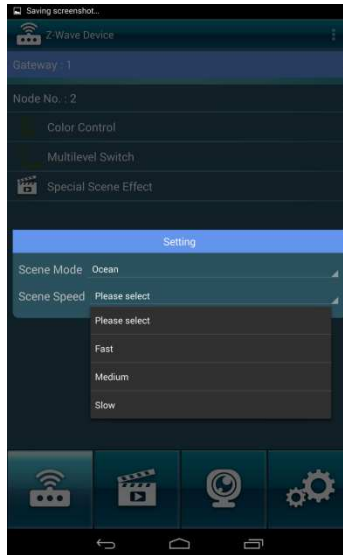 Saving screenshot...
Z-Wave Device
Gateway : 1
Node No. : 2
Color Control
Multilevel Switch
Special Scene Effect
Setting
Scene Mode Ocean
Scene Speed Please select
Please select
Fast
Medium
Slow